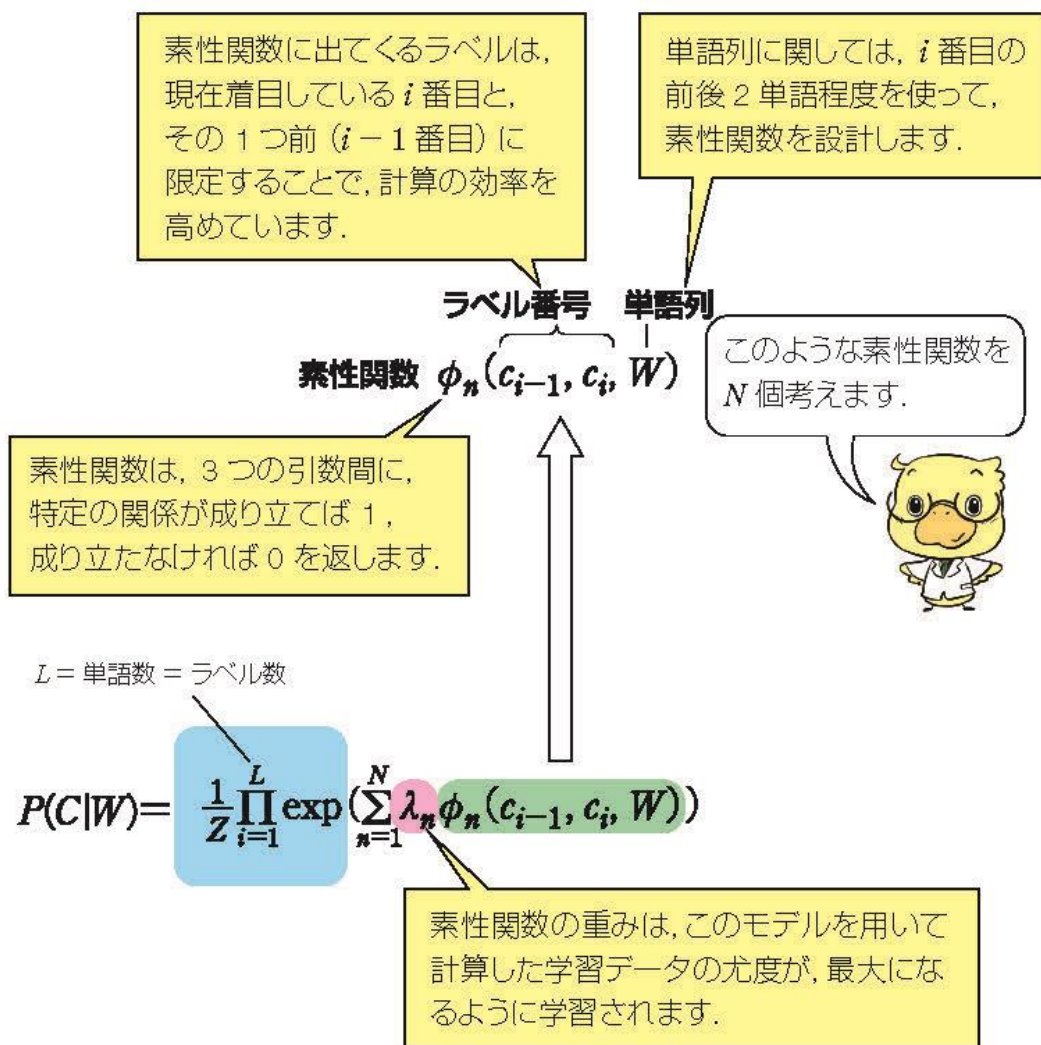 素性関数に出てくるラベルは,
現在着目している i 番目と,
その 1 つ前 (i − 1 番目) に
限定することで, 計算の効率を
高めています.
単語列に関しては, i 番目の
前後 2 単語程度を使って,
素性関数を設計します.
ラベル番号 単語列
素性関数 ϕn(ci−1, ci, W)
このような素性関数を
N 個考えます.
素性関数は, 3 つの引数間に,
特定の関係が成り立てば 1,
成り立たなければ 0 を返します.
L = 単語数 = ラベル数
P(C|W)= 1/Z ∏_{i=1}^{L} exp(∑_{n=1}^{N} λn ϕn(ci−1, ci, W))
素性関数の重みは, このモデルを用いて
計算した学習データの尤度が, 最大にな
るように学習されます.